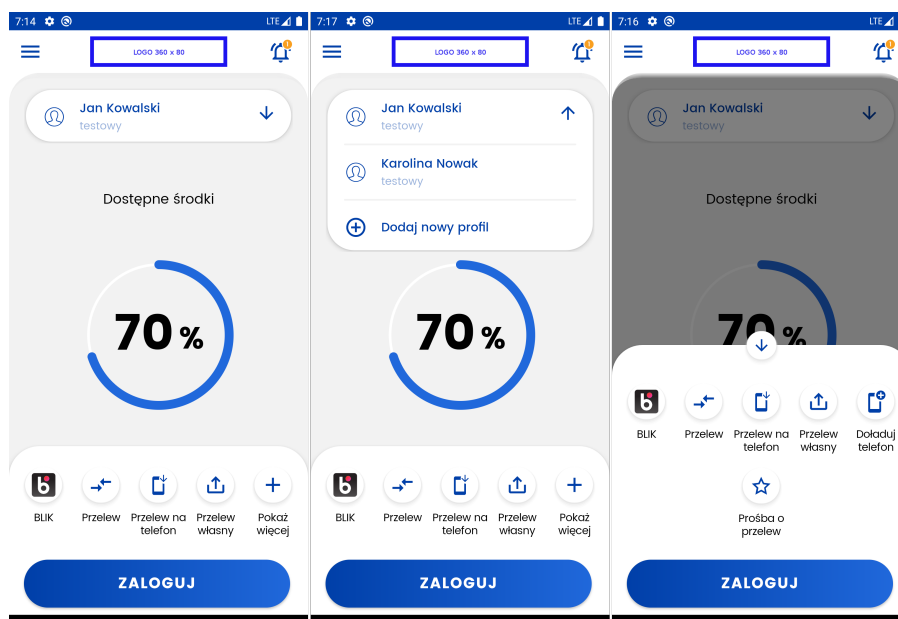 7:14
LTE
LOGO 360 x 80
!
Jan Kowalski
testowy
Dostępne środki
70 %
BLIK
Przelew
Przelew na
telefon
Przelew
własny
Pokaż
więcej
ZALOGUJ
7:17
LTE
LOGO 360 x 80
!
Jan Kowalski
testowy
Karolina Nowak
testowy
Dodaj nowy profil
70 %
BLIK
Przelew
Przelew na
telefon
Przelew
własny
Pokaż
więcej
ZALOGUJ
7:16
LTE
LOGO 360 x 80
!
Jan Kowalski
testowy
Dostępne środki
70 %
BLIK
Przelew
Przelew na
telefon
Przelew
własny
Doładuj
telefon
Prośba o
przelew
ZALOGUJ